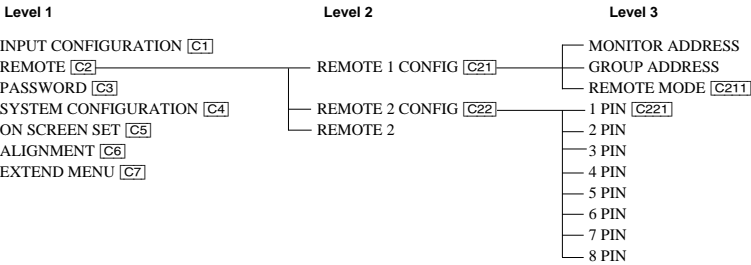 Level 1 Level 2 Level 3
INPUT CONFIGURATION C1 MONITOR ADDRESS
REMOTE C2 REMOTE 1 CONFIG C21 GROUP ADDRESS
PASSWORD C3 REMOTE MODE C211
SYSTEM CONFIGURATION C4 REMOTE 2 CONFIG C22 1 PIN C221
ON SCREEN SET C5 REMOTE 2 2 PIN
ALIGNMENT C6 3 PIN
EXTEND MENU C7 4 PIN
5 PIN
6 PIN
7 PIN
8 PIN